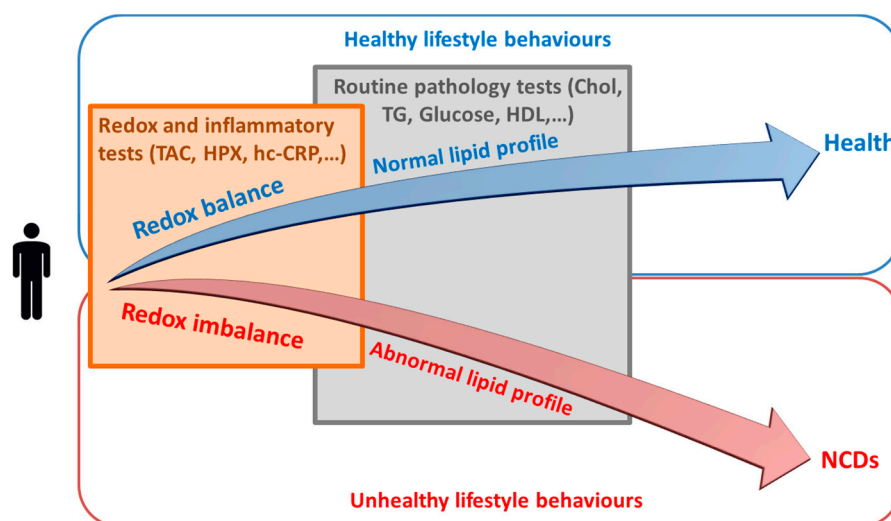 Healthy lifestyle behaviours
Routine pathology tests (Chol,
TG, Glucose, HDL,...)
Redox and inflammatory
tests (TAC, HPX, hc-CRP,...)
Normal lipid profile
Health
Redox balance
Redox imbalance
Abnormal lipid profile
NCDs
Unhealthy lifestyle behaviours